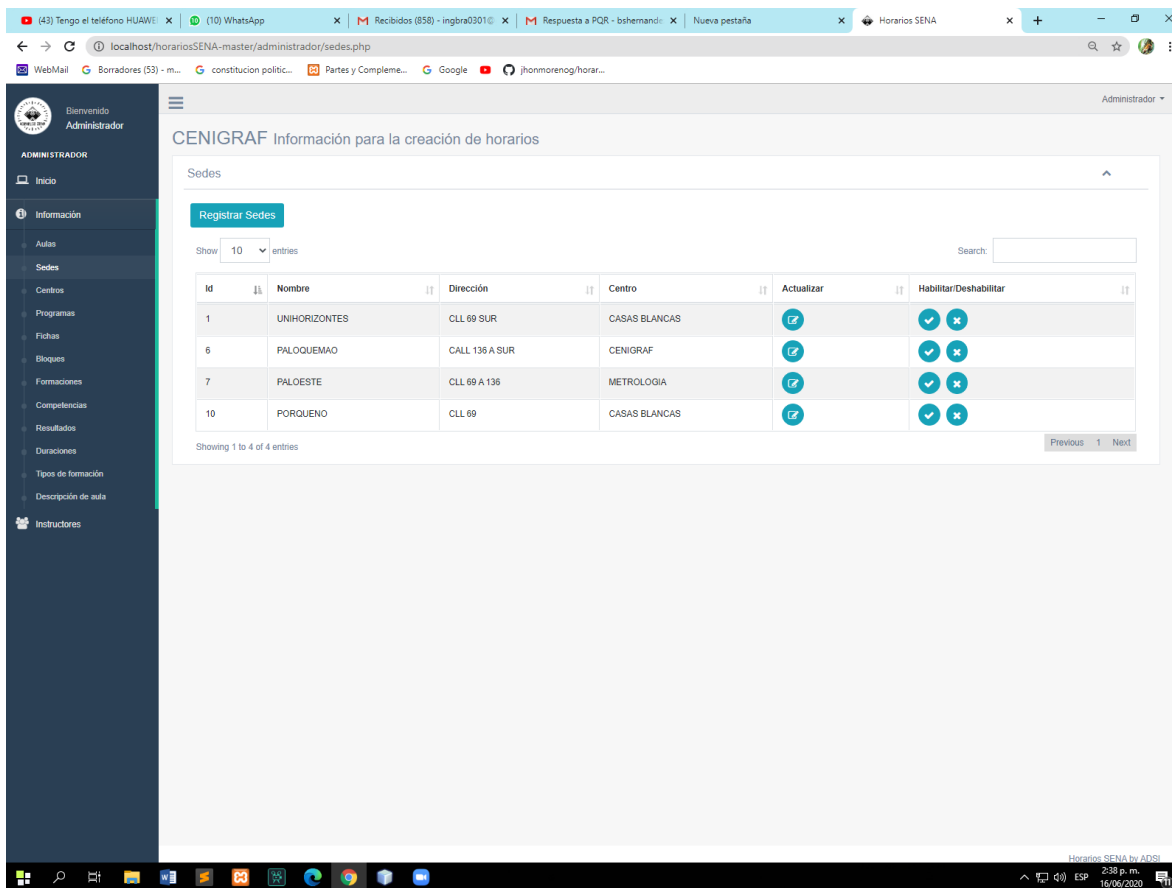 (43) Tengo el teléfono HUAWEI
(10) WhatsApp
Recibidos (858) - ingbra0301@
Respuesta a PQR - bshernande
Nueva pestaña
Horarios SENA
localhost/horariosSENA-master/administrador/sedes.php
WebMail
Borradores (53) - m...
constitucion politic...
Partes y Compleme...
Google
jhonmorenog/horar...
Bienvenido
Administrador
Administrador
ADMINISTRADOR
CENIGRAF Información para la creación de horarios
Inicio
Información
Aulas
Sedes
Centros
Programas
Fichas
Bloques
Formaciones
Competencias
Resultados
Duraciones
Tipos de formación
Descripción de aula
Instructores
Sedes
Registrar Sedes
Show 10 entries
Search:
Id Nombre Dirección Centro Actualizar Habilitar/Deshabilitar
1 UNIHORIZONTES CLL 69 SUR CASAS BLANCAS
6 PALOQUEMAO CALL 136 A SUR CENIGRAF
7 PALOESTE CLL 69 A 136 METROLOGIA
10 PORQUENO CLL 69 CASAS BLANCAS
Showing 1 to 4 of 4 entries
Previous 1 Next
Horarios SENA by ADSI
ESP
2:38 p. m.
16/06/2020